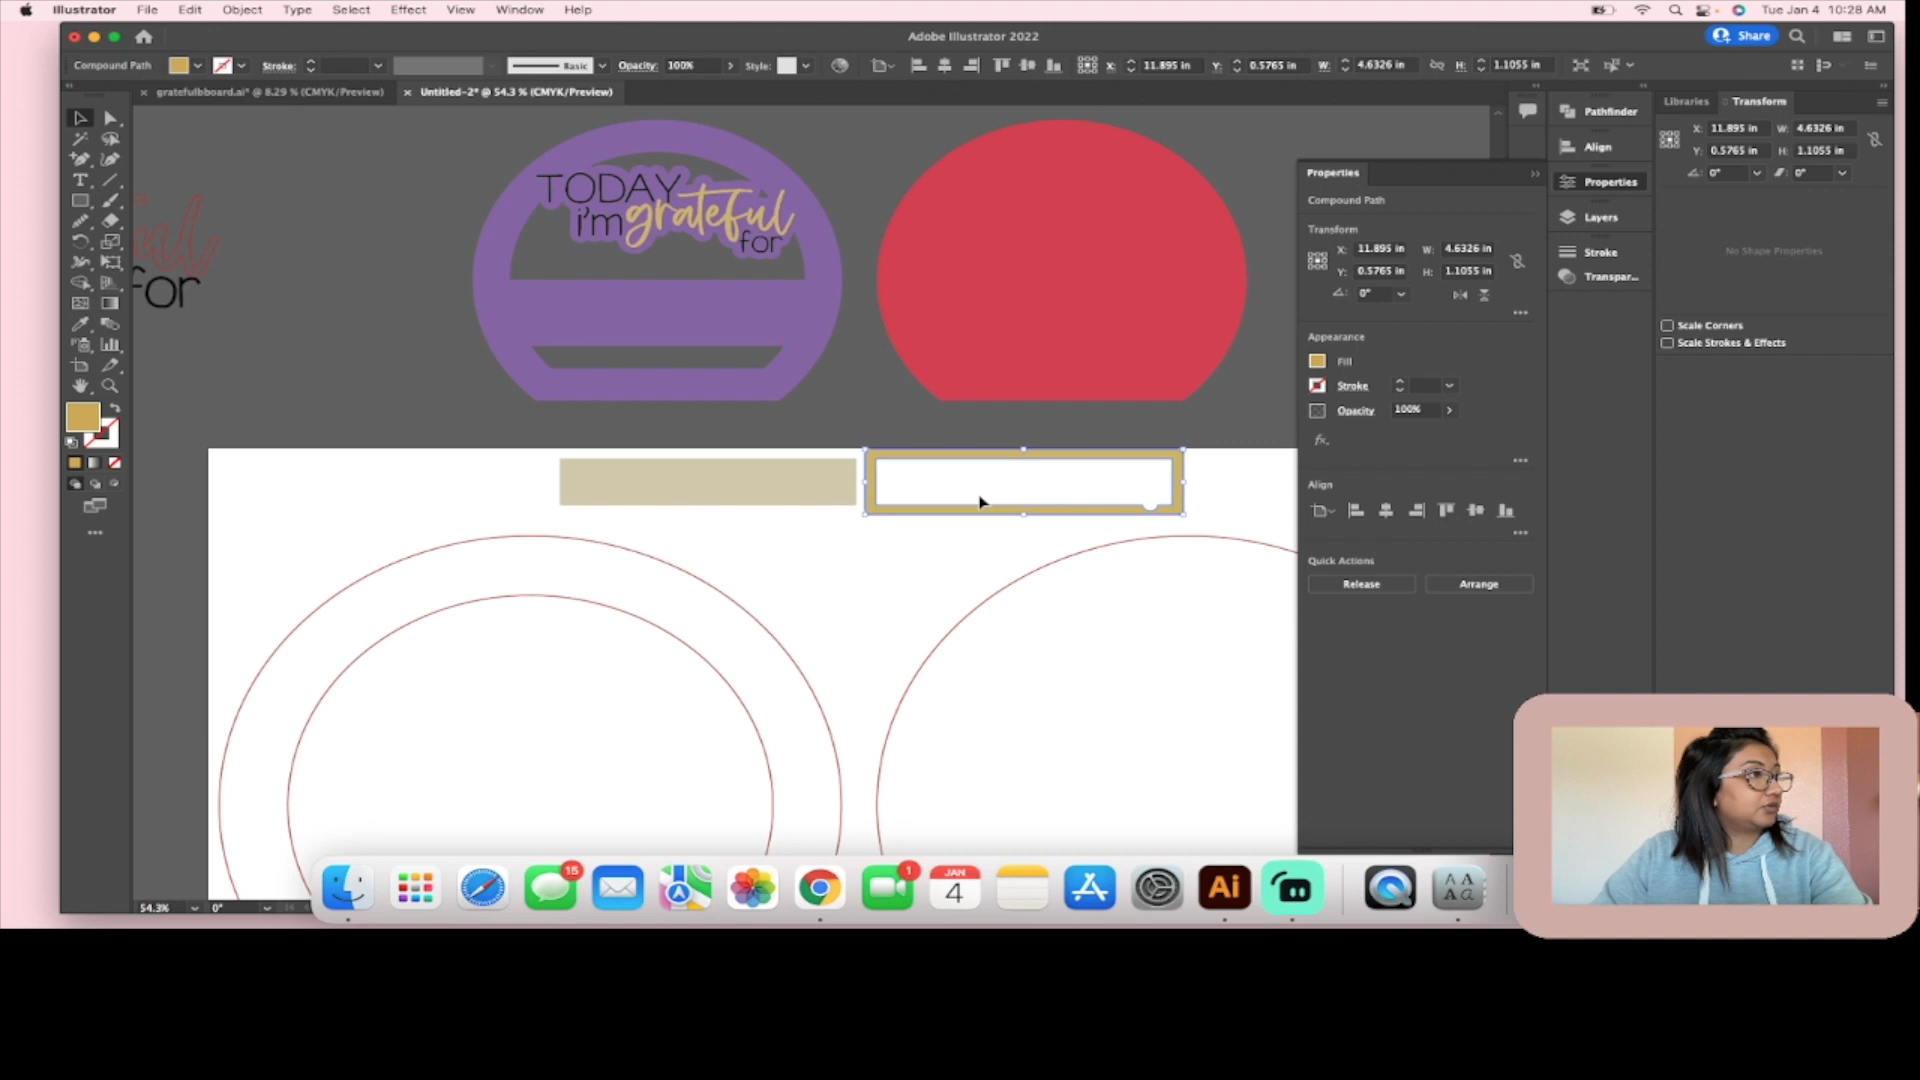 Illustrator File Edit Object Type Select Effect View Window Help Tue Jan 4 10:28 AM
Adobe Illustrator 2022 Share
Compound Path Stroke: Basic Opacity: 100% Style: X: 11.895 in Y: 0.5765 in W: 4.6326 in H: 1.1055 in
× gratefulbboard.ai* @ 8.29 % (CMYK/Preview) × Untitled-2* @ 54.3 % (CMYK/Preview)
Libraries Transform
X: 11.895 in W: 4.6326 in
Y: 0.5765 in H: 1.1055 in
0° 0°
No Shape Properties
Scale Corners
Scale Strokes & Effects
Pathfinder
Align
Properties
Layers
Stroke
Transpar...
Properties
Compound Path
Transform
X: 11.895 in W: 4.6326 in
Y: 0.5765 in H: 1.1055 in
0°
Appearance
Fill
Stroke
Opacity 100%
fx.
Align
Quick Actions
Release Arrange
TODAY
i'm grateful
for
for
54.3% 0°
15
1
JAN
4
Ai
A A
A a